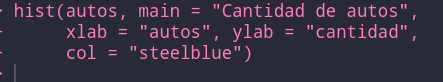 hist(autos, main = "Cantidad de autos",
xlab = "autos", ylab = "cantidad",
col = "steelblue")